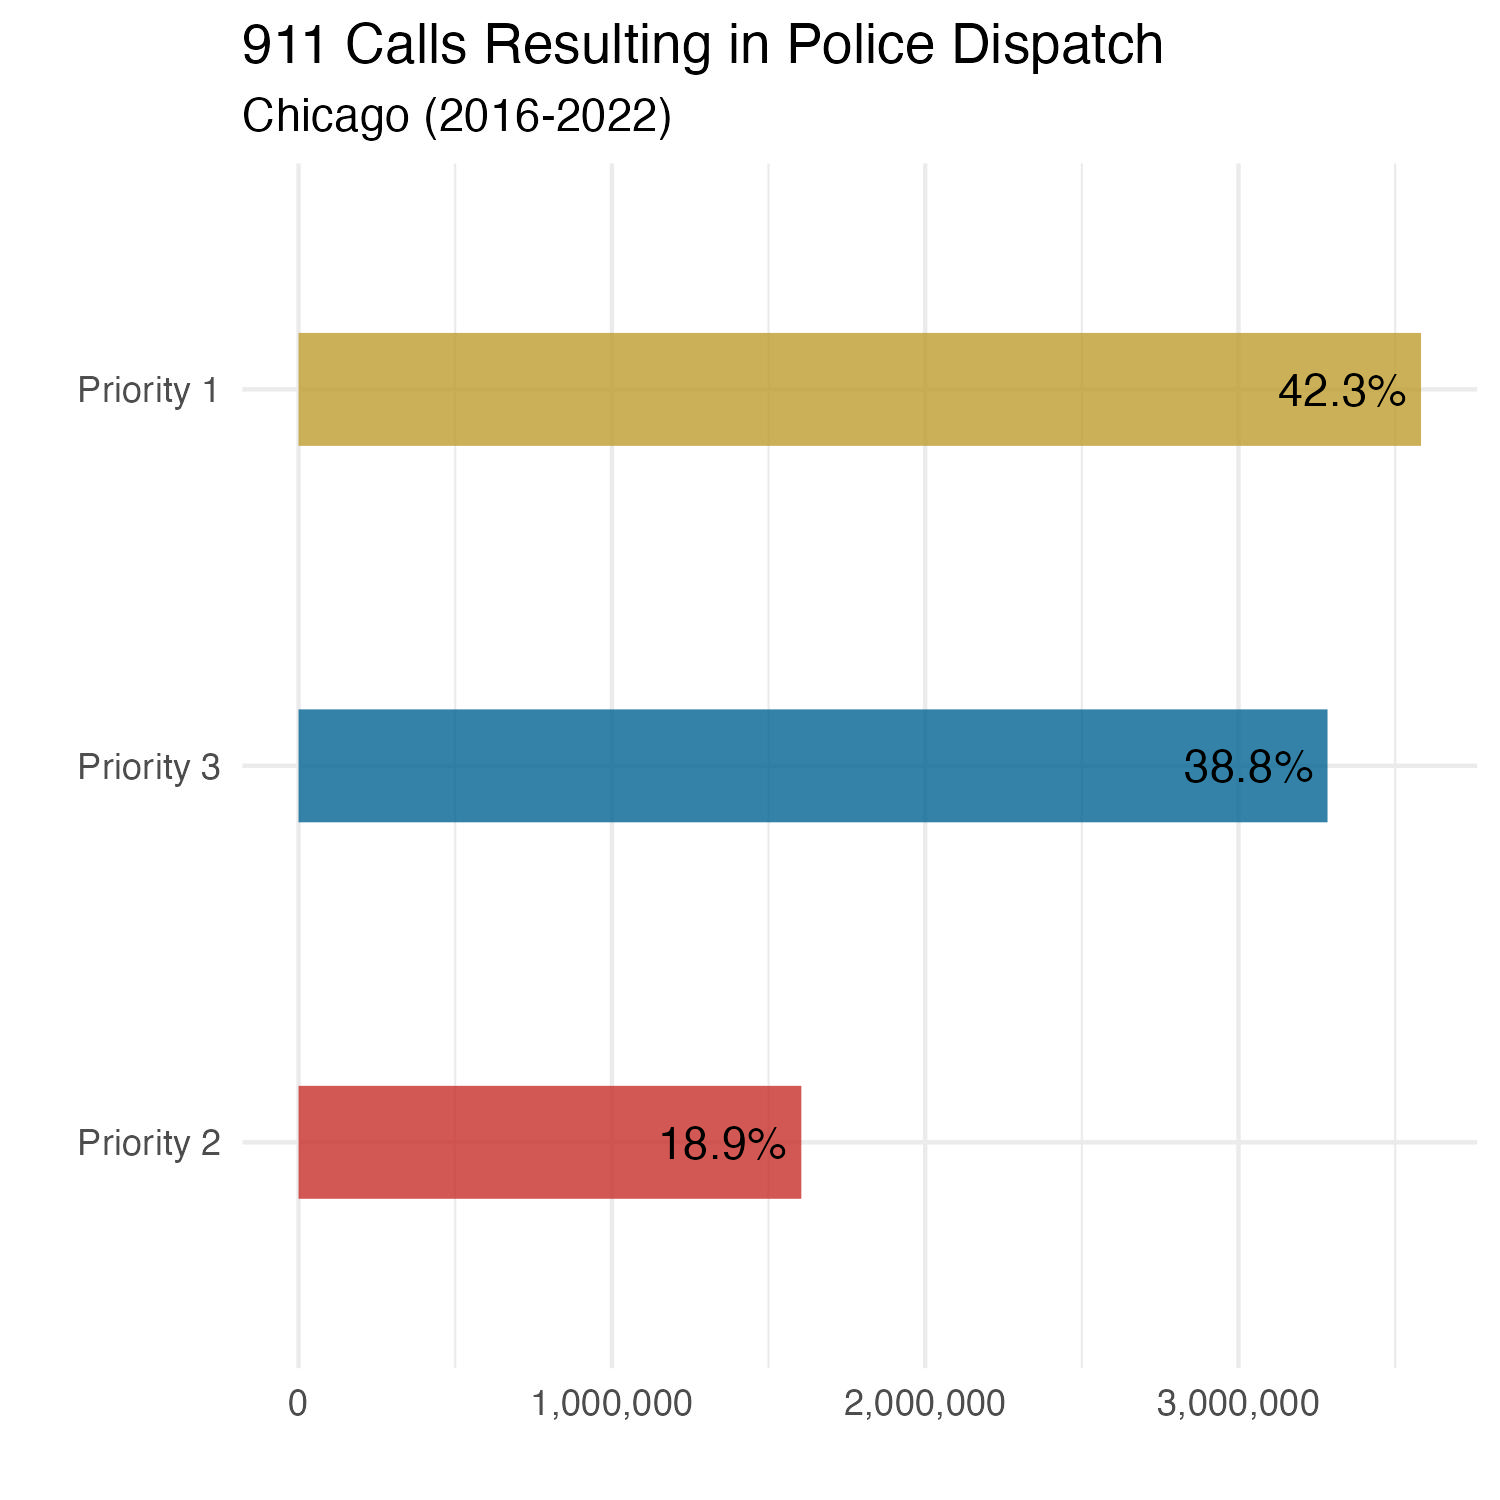 911 Calls Resulting in Police Dispatch
Chicago (2016-2022)
Priority 1
42.3%
Priority 3
38.8%
Priority 2
18.9%
0 1,000,000 2,000,000 3,000,000